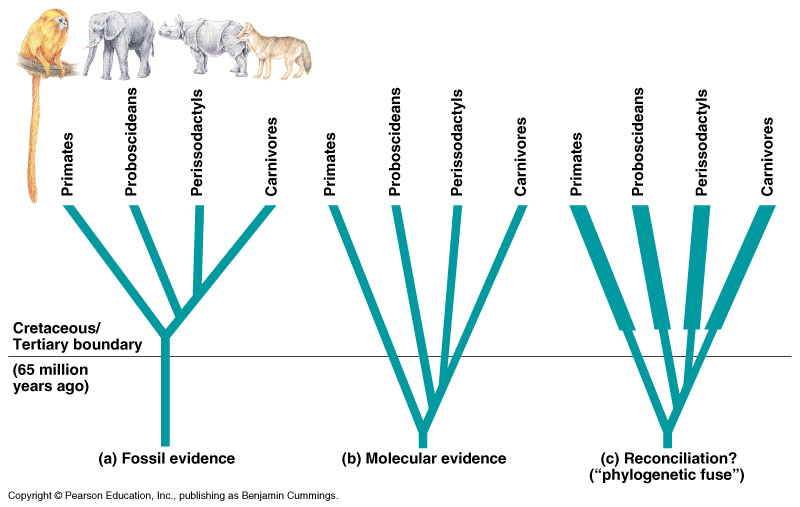 Primates
Proboscideans
Perissodactyls
Carnivores
Primates
Proboscideans
Perissodactyls
Carnivores
Primates
Proboscideans
Perissodactyls
Carnivores
Cretaceous/
Tertiary boundary
(65 million
years ago)
(a) Fossil evidence
(b) Molecular evidence
(c) Reconciliation?
(“phylogenetic fuse”)
Copyright © Pearson Education, Inc., publishing as Benjamin Cummings.